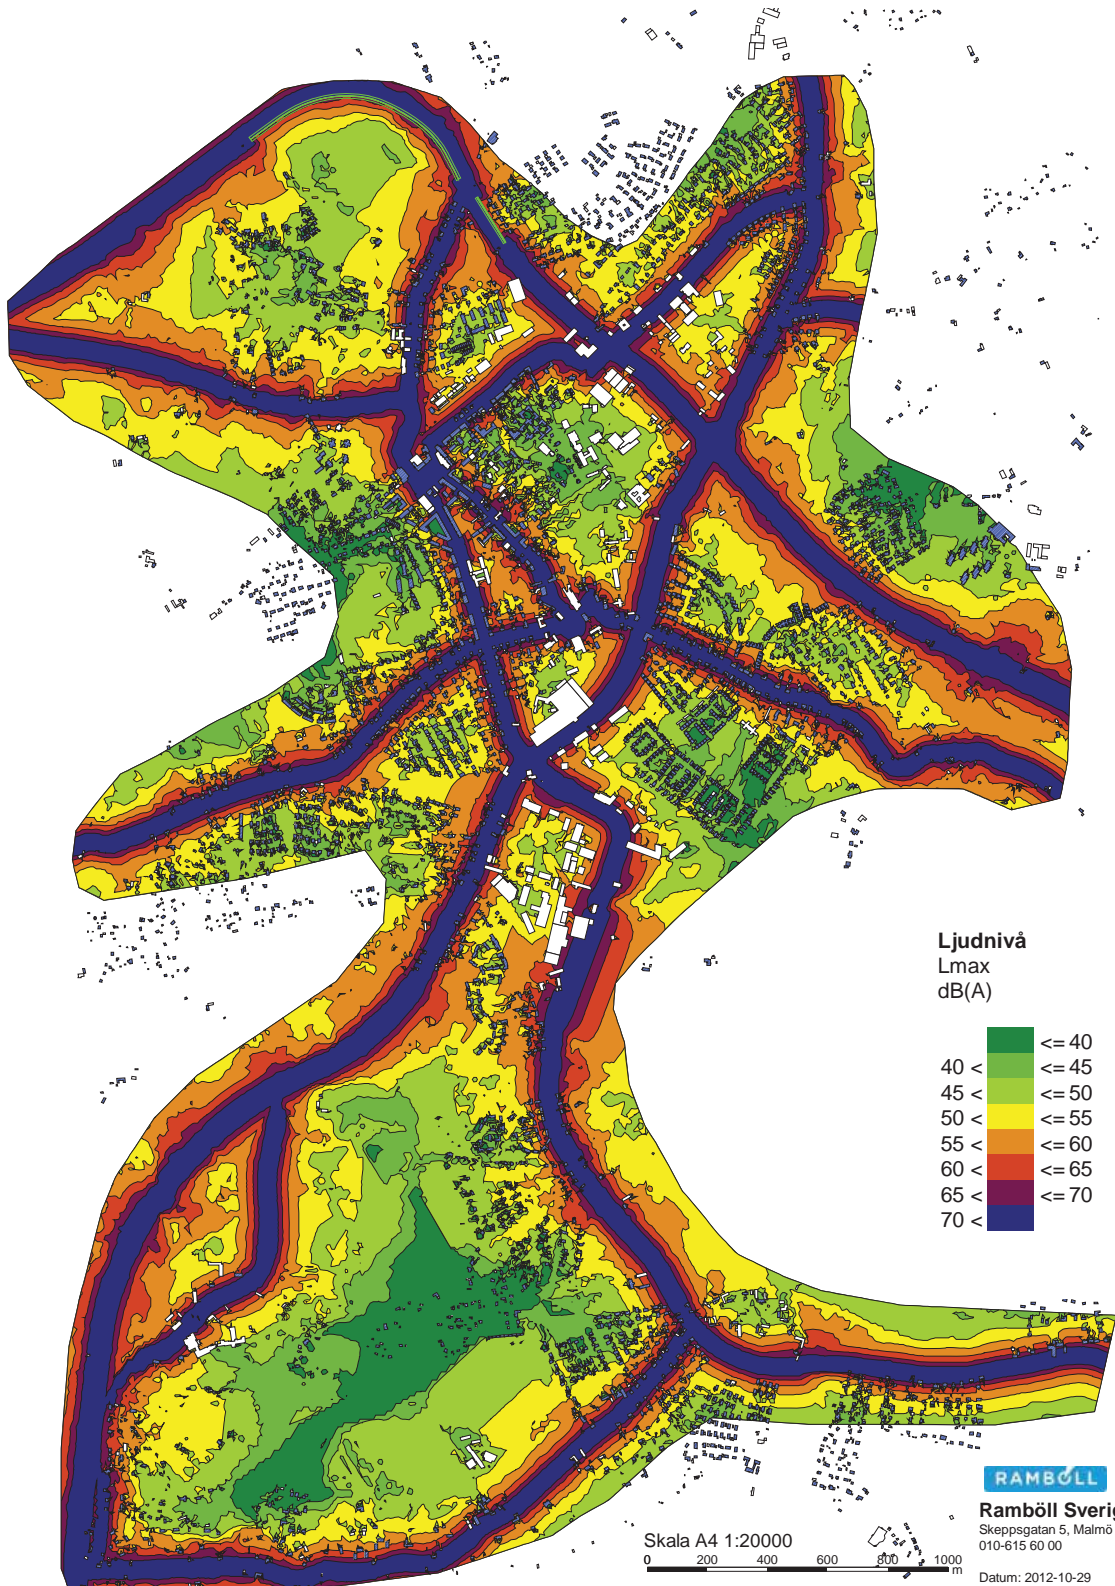 Ljudnivå
Lmax
dB(A)
<= 40
40 < <= 45
45 < <= 50
50 < <= 55
55 < <= 60
60 < <= 65
65 < <= 70
70 <
RAMBÖLL
Ramböll Sverig
Skeppsgatan 5, Malmö
010-615 60 00
Skala A4 1:20000
0 200 400 600 800 1000
m
Datum: 2012-10-29